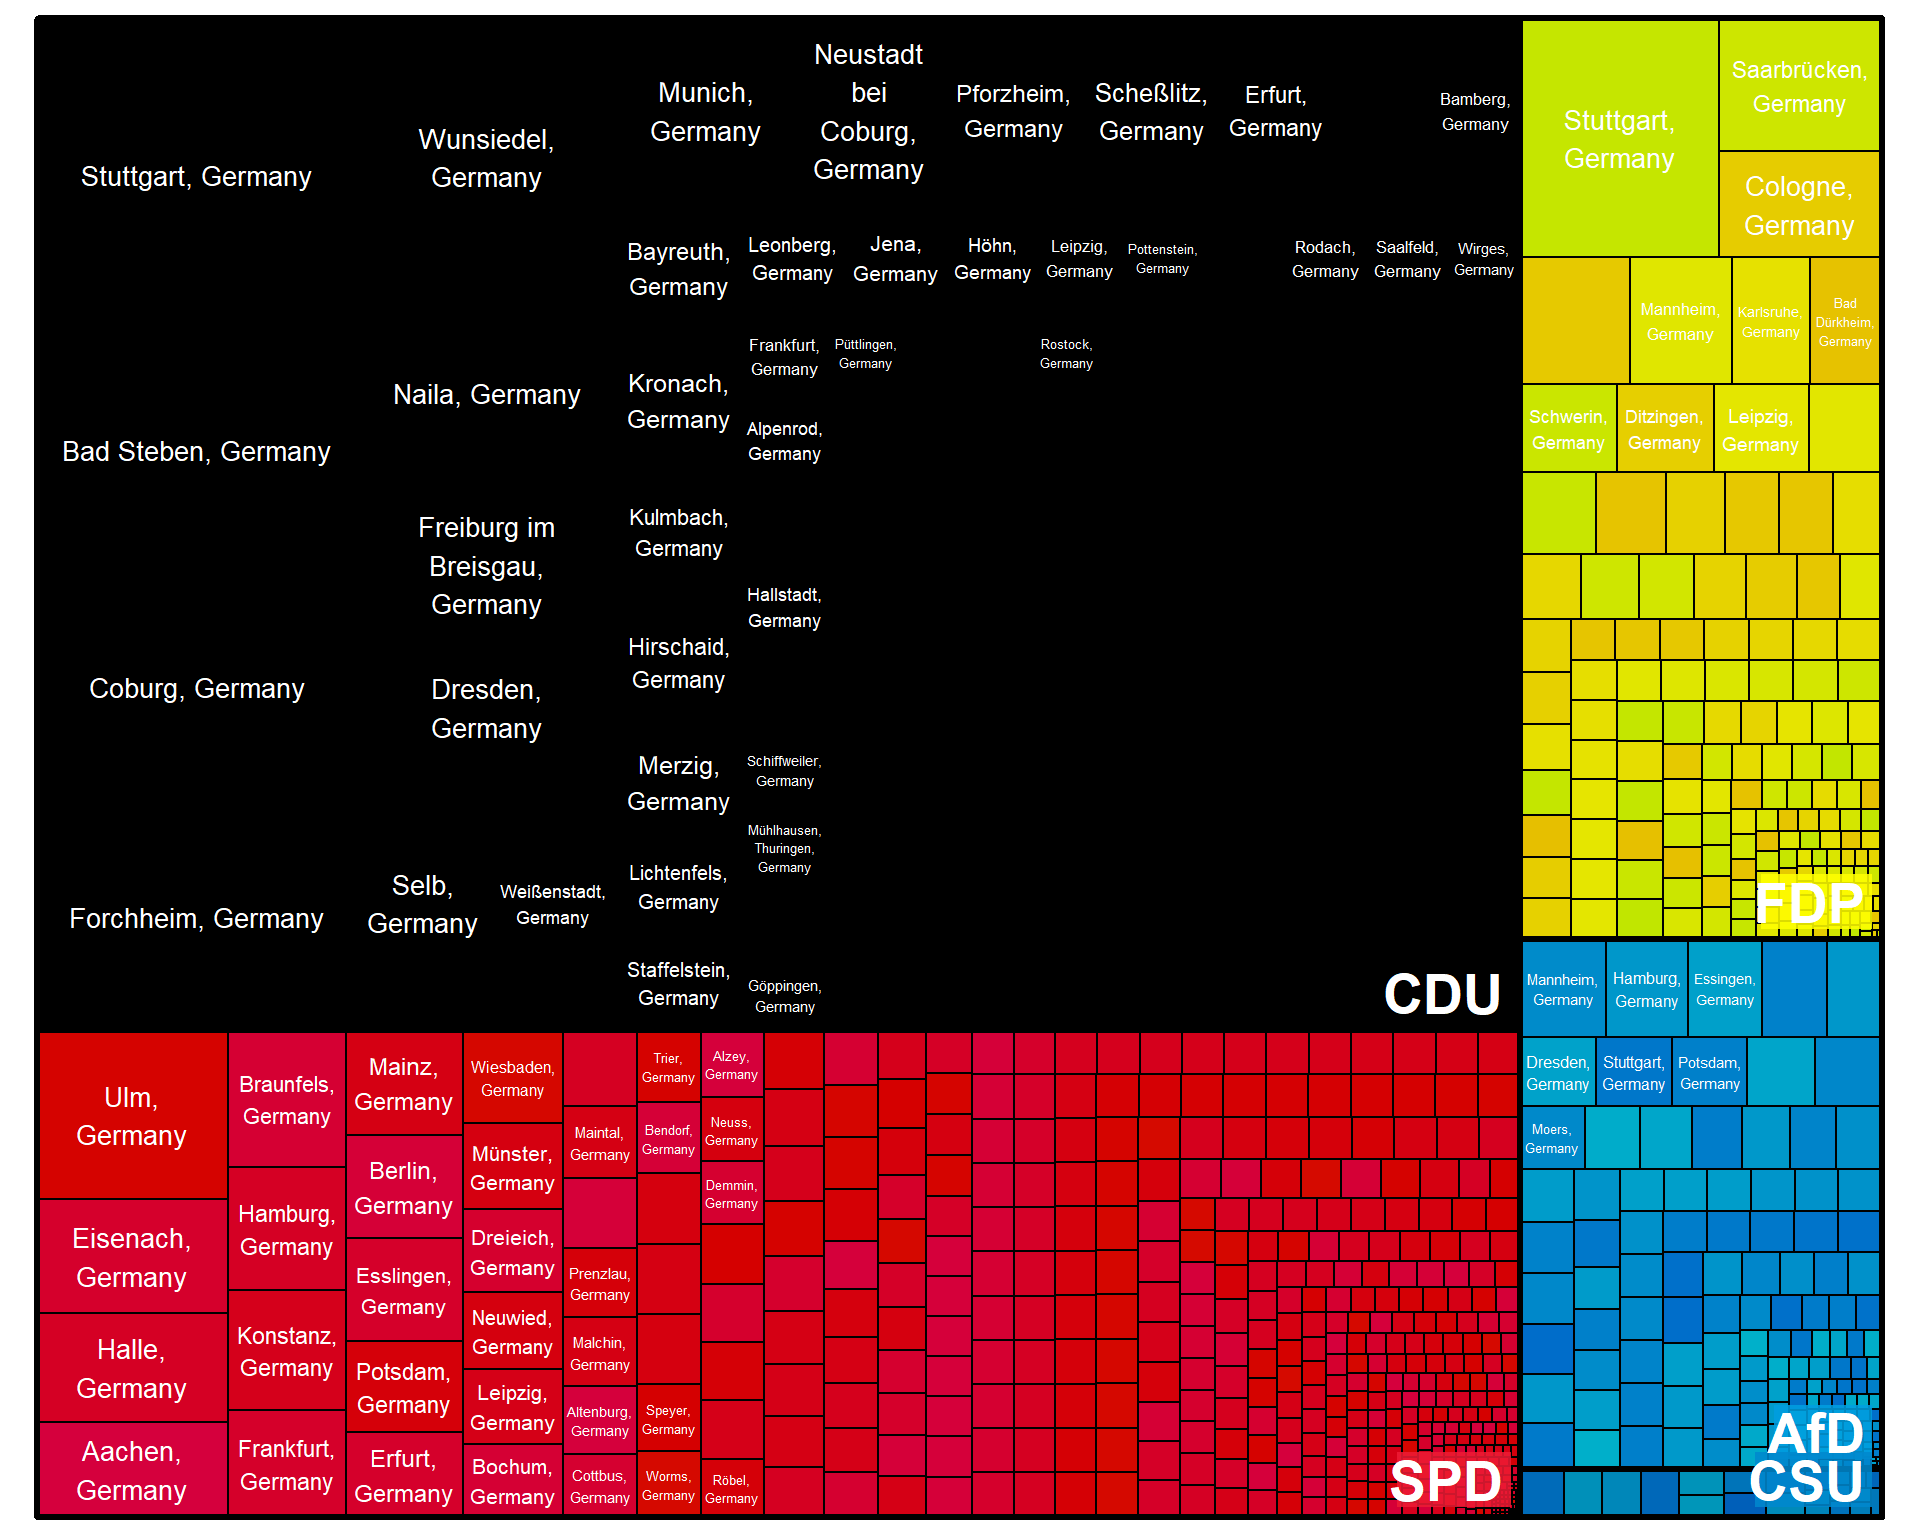 Stuttgart, Germany
Bad Steben, Germany
Coburg, Germany
Forchheim, Germany
Wunsiedel,
Germany
Naila, Germany
Freiburg im
Breisgau,
Germany
Dresden,
Germany
Selb,
Germany
Weißenstadt,
Germany
Munich,
Germany
Neustadt
bei
Coburg,
Germany
Pforzheim,
Germany
Scheßlitz,
Germany
Erfurt,
Germany
Bamberg,
Germany
Bayreuth,
Germany
Kronach,
Germany
Kulmbach,
Germany
Hirschaid,
Germany
Merzig,
Germany
Lichtenfels,
Germany
Staffelstein,
Germany
Leonberg,
Germany
Jena,
Germany
Höhn,
Germany
Leipzig,
Germany
Pottenstein,
Germany
Rodach,
Germany
Saalfeld,
Germany
Wirges,
Germany
Frankfurt,
Germany
Püttlingen,
Germany
Rostock,
Germany
Alpenrod,
Germany
Hallstadt,
Germany
Schiffweiler,
Germany
Mühlhausen,
Thuringen,
Germany
Göppingen,
Germany
CDU
Stuttgart,
Germany
Saarbrücken,
Germany
Cologne,
Germany
Mannheim,
Germany
Karlsruhe,
Germany
Bad
Dürkheim,
Germany
Schwerin,
Germany
Ditzingen,
Germany
Leipzig,
Germany
FDP
Mannheim,
Germany
Hamburg,
Germany
Essingen,
Germany
Dresden,
Germany
Stuttgart,
Germany
Potsdam,
Germany
Moers,
Germany
AfD
CSU
Ulm,
Germany
Eisenach,
Germany
Halle,
Germany
Aachen,
Germany
Braunfels,
Germany
Hamburg,
Germany
Konstanz,
Germany
Frankfurt,
Germany
Mainz,
Germany
Berlin,
Germany
Esslingen,
Germany
Potsdam,
Germany
Erfurt,
Germany
Wiesbaden,
Germany
Münster,
Germany
Dreieich,
Germany
Neuwied,
Germany
Leipzig,
Germany
Bochum,
Germany
Maintal,
Germany
Prenzlau,
Germany
Malchin,
Germany
Altenburg,
Germany
Cottbus,
Germany
Trier,
Germany
Bendorf,
Germany
Speyer,
Germany
Worms,
Germany
Alzey,
Germany
Neuss,
Germany
Demmin,
Germany
Röbel,
Germany
SPD